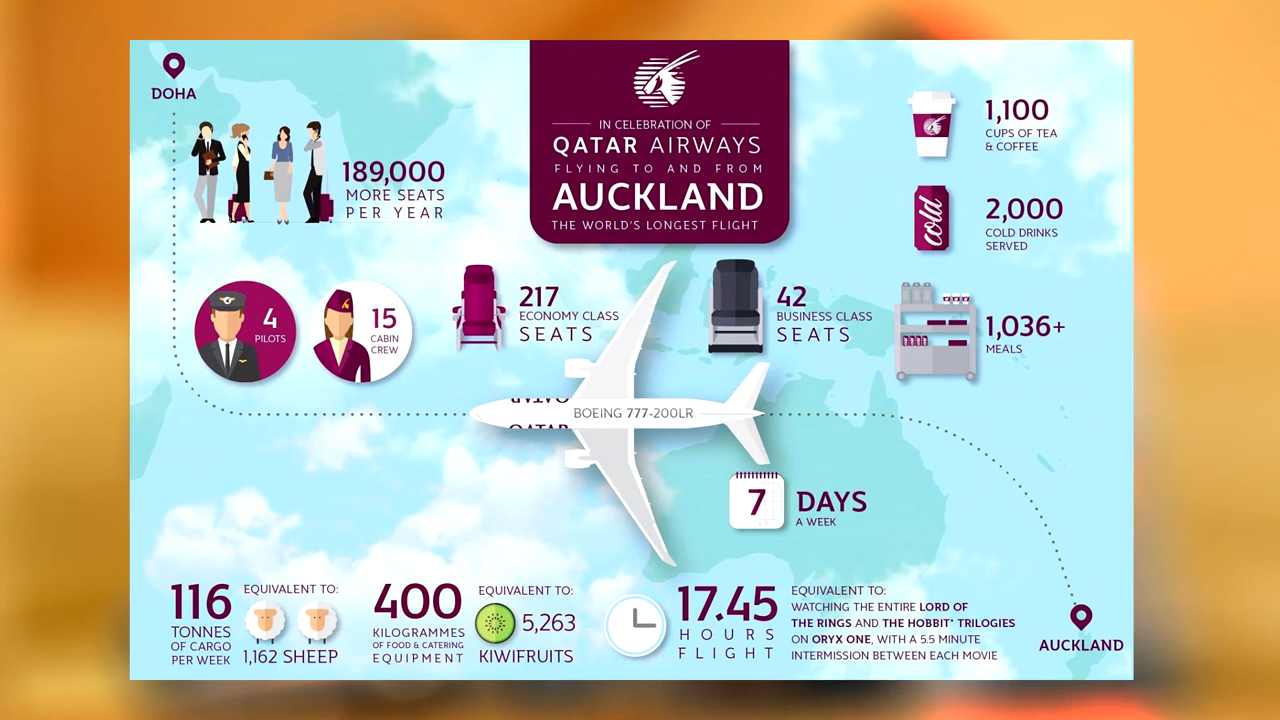 DOHA
IN CELEBRATION OF
QATAR AIRWAYS
FLYING TO AND FROM
AUCKLAND
THE WORLD'S LONGEST FLIGHT
189,000
MORE SEATS
PER YEAR
1,100
CUPS OF TEA
& COFFEE
cold
2,000
COLD DRINKS
SERVED
4
PILOTS
15
CABIN
CREW
217
ECONOMY CLASS
SEATS
42
BUSINESS CLASS
SEATS
1,036+
MEALS
QATAR
BOEING 777-200LR
QATAR
7
DAYS
A WEEK
116
TONNES
OF CARGO
PER WEEK
EQUIVALENT TO:
1,162 SHEEP
400
KILOGRAMMES
OF FOOD & CATERING
EQUIPMENT
EQUIVALENT TO:
5,263
KIWIFRUITS
17.45
HOURS
FLIGHT
EQUIVALENT TO:
WATCHING THE ENTIRE LORD OF
THE RINGS AND THE HOBBIT* TRILOGIES
ON ORYX ONE, WITH A 5.5 MINUTE
INTERMISSION BETWEEN EACH MOVIE
AUCKLAND